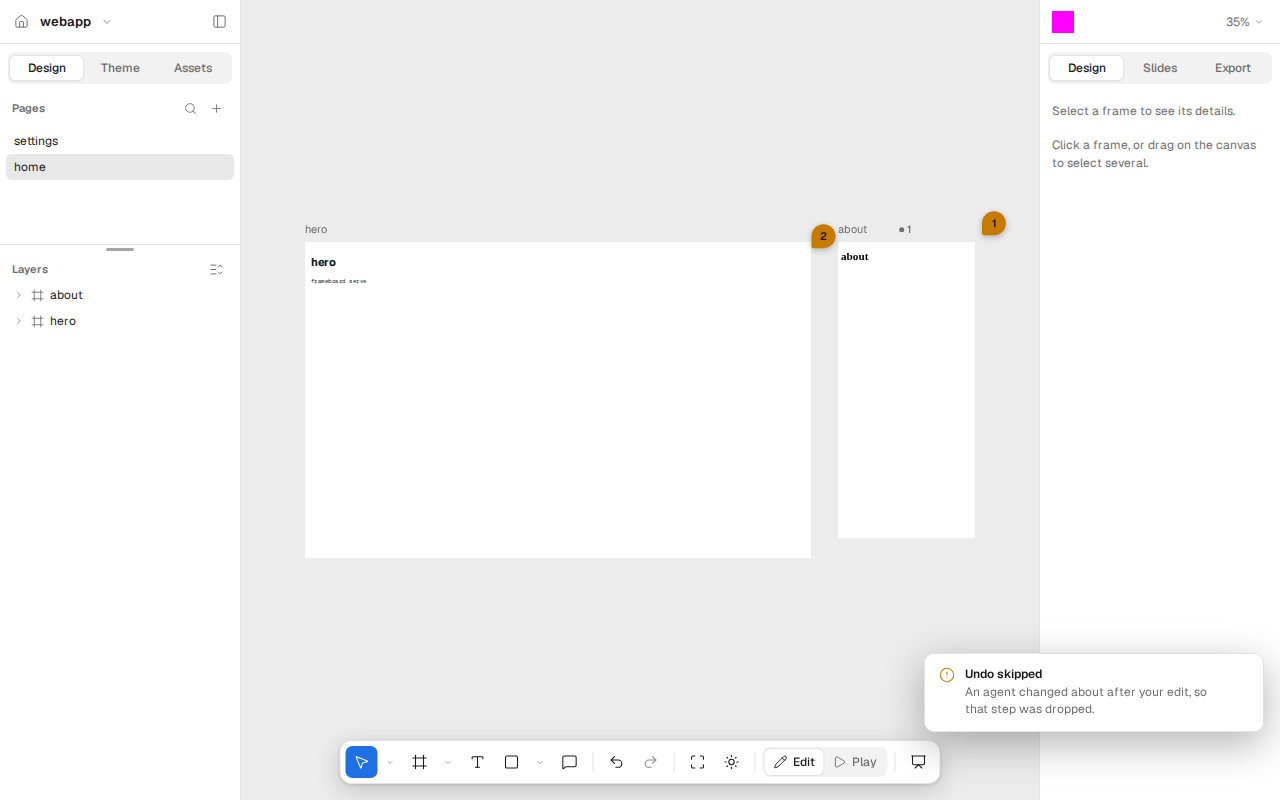 webapp
Design
Theme
Assets
Pages
settings
home
Layers
about
hero
hero
2
about
1
1
hero
frameboard serve
about
35%
Design
Slides
Export
Select a frame to see its details.
Click a frame, or drag on the canvas
to select several.
Undo skipped
An agent changed about after your edit, so
that step was dropped.
Edit
Play